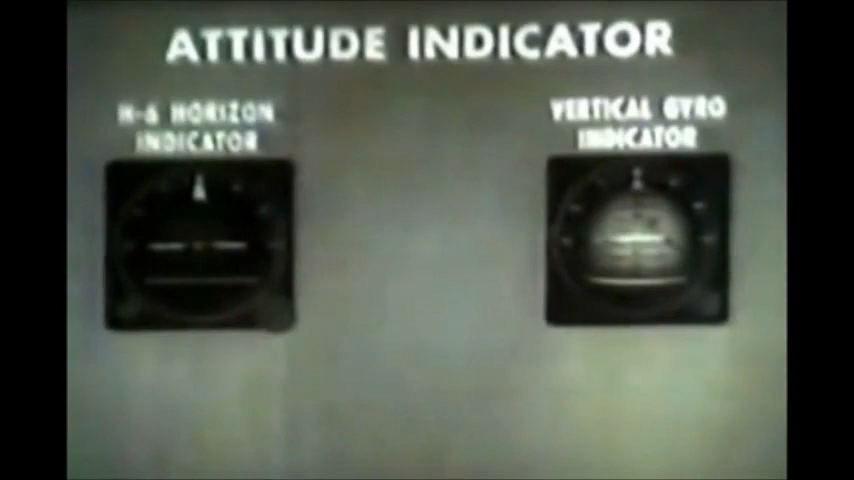 ATTITUDE INDICATOR
H-6 HORIZON
INDICATOR
VERTICAL GYRO
INDICATOR